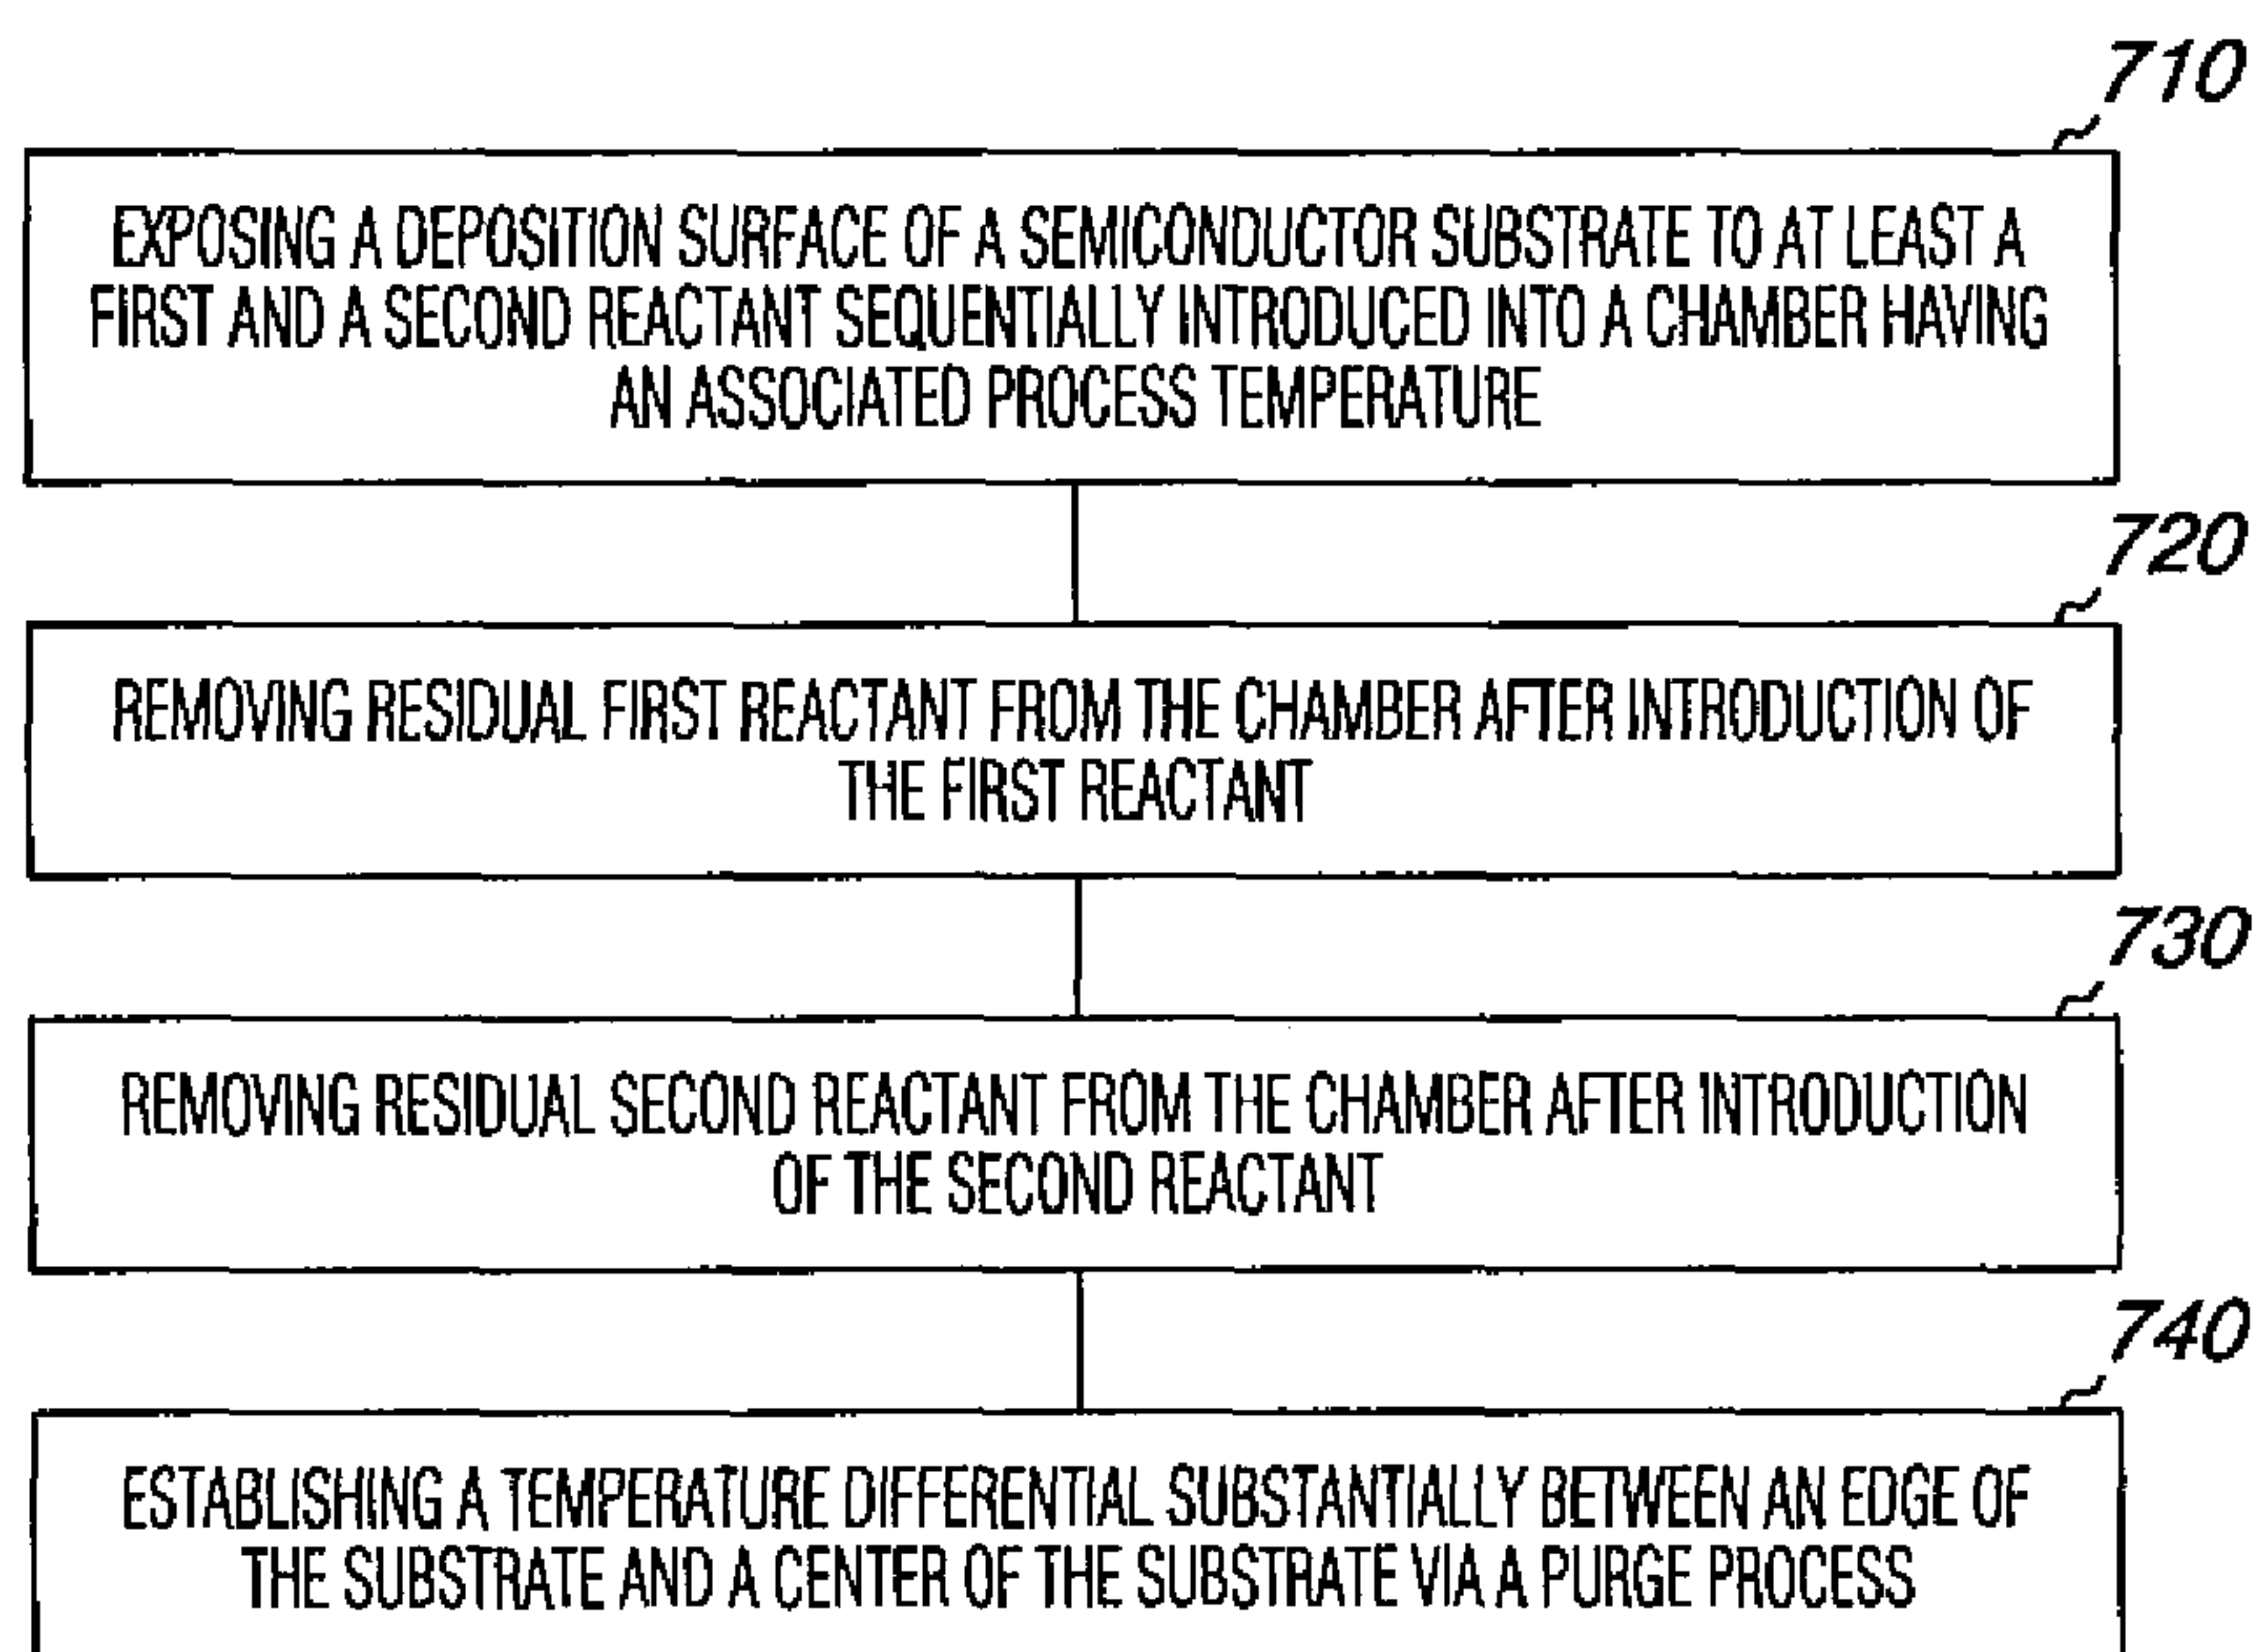 710
EXPOSING A DEPOSITION SURFACE OF A SEMICONDUCTOR SUBSTRATE TO AT LEAST A
FIRST AND A SECOND REACTANT SEQUENTIALLY INTRODUCED INTO A CHAMBER HAVING
AN ASSOCIATED PROCESS TEMPERATURE
720
REMOVING RESIDUAL FIRST REACTANT FROM THE CHAMBER AFTER INTRODUCTION OF
THE FIRST REACTANT
730
REMOVING RESIDUAL SECOND REACTANT FROM THE CHAMBER AFTER INTRODUCTION
OF THE SECOND REACTANT
740
ESTABLISHING A TEMPERATURE DIFFERENTIAL SUBSTANTIALLY BETWEEN AN EDGE OF
THE SUBSTRATE AND A CENTER OF THE SUBSTRATE VIA A PURGE PROCESS